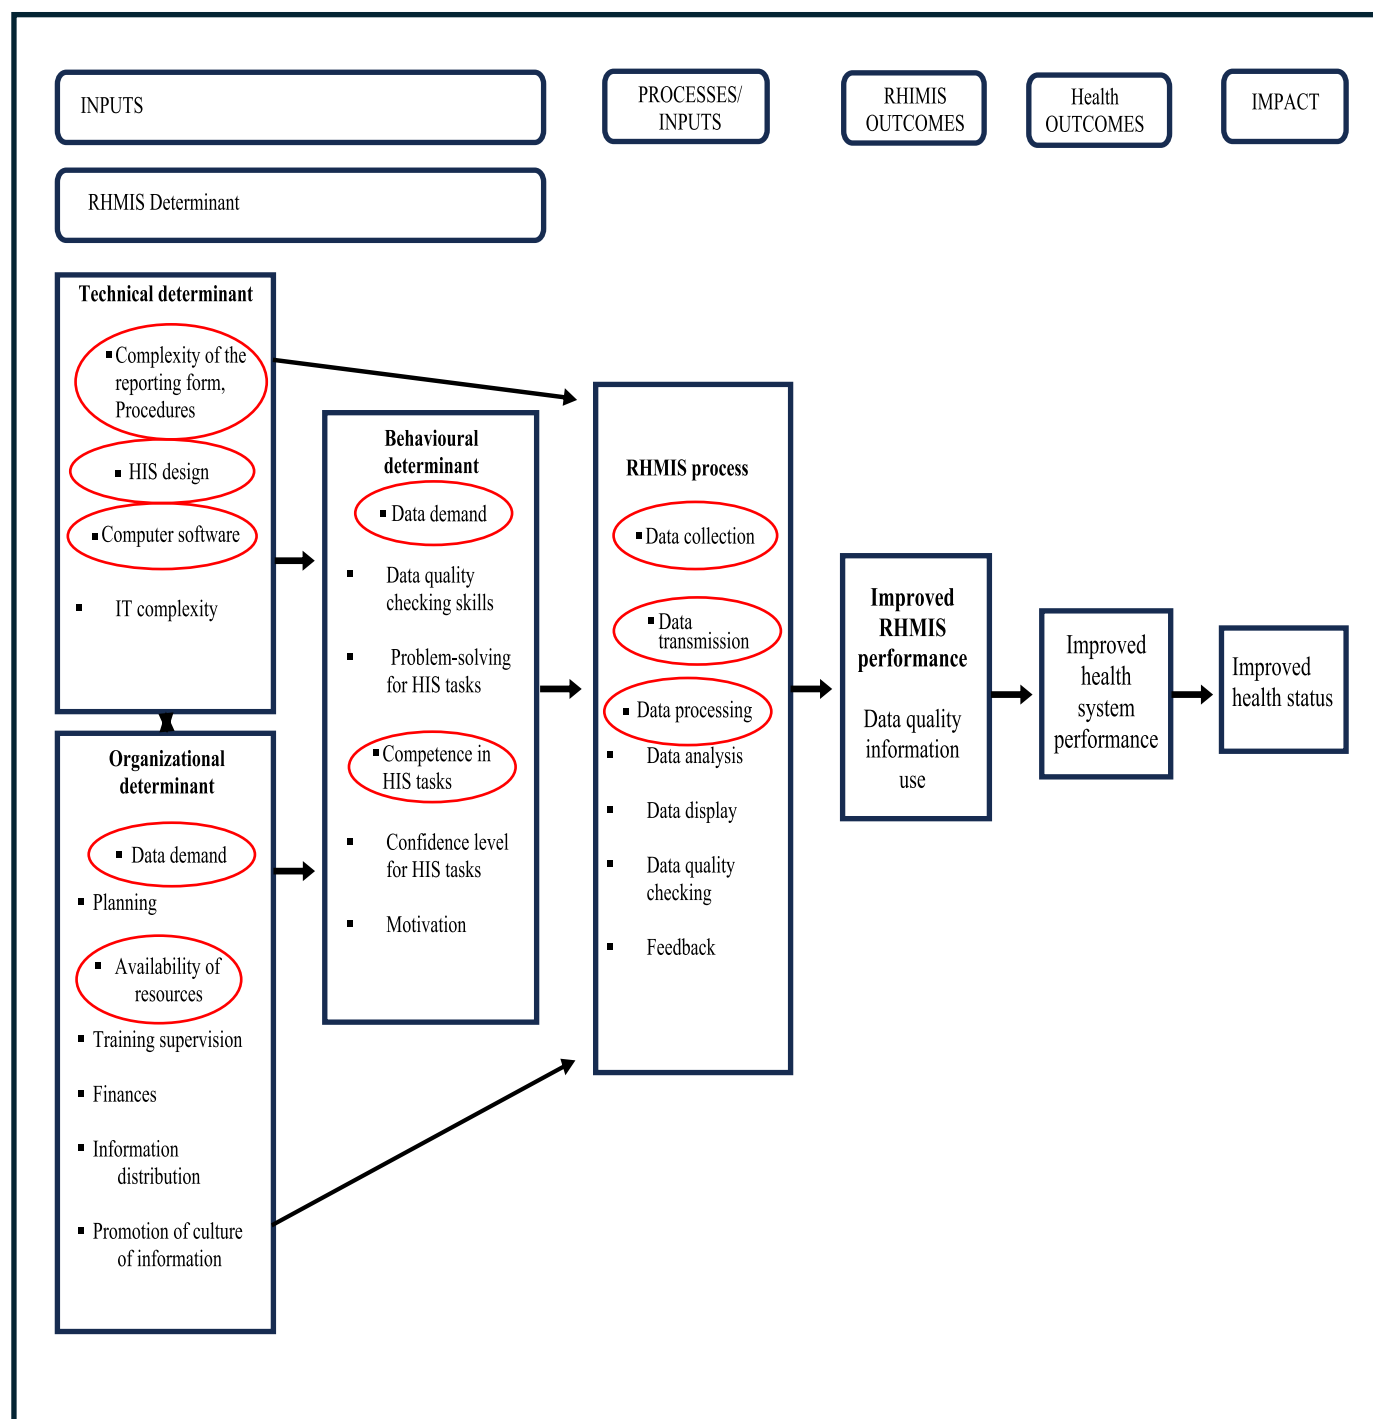 INPUTS
PROCESSES/
INPUTS
RHIMIS
OUTCOMES
Health
OUTCOMES
IMPACT
RHMIS Determinant
Technical determinant
Complexity of the
reporting form,
Procedures
HIS design
Computer software
IT complexity
Organizational
determinant
Data demand
Planning
Availability of
resources
Training supervision
Finances
Information
distribution
Promotion of culture
of information
Behavioural
determinant
Data demand
Data quality
checking skills
Problem-solving
for HIS tasks
Competence in
HIS tasks
Confidence level
for HIS tasks
Motivation
RHMIS process
Data collection
Data
transmission
Data processing
Data analysis
Data display
Data quality
checking
Feedback
Improved
RHMIS
performance
Data quality
information
use
Improved
health
system
performance
Improved
health status